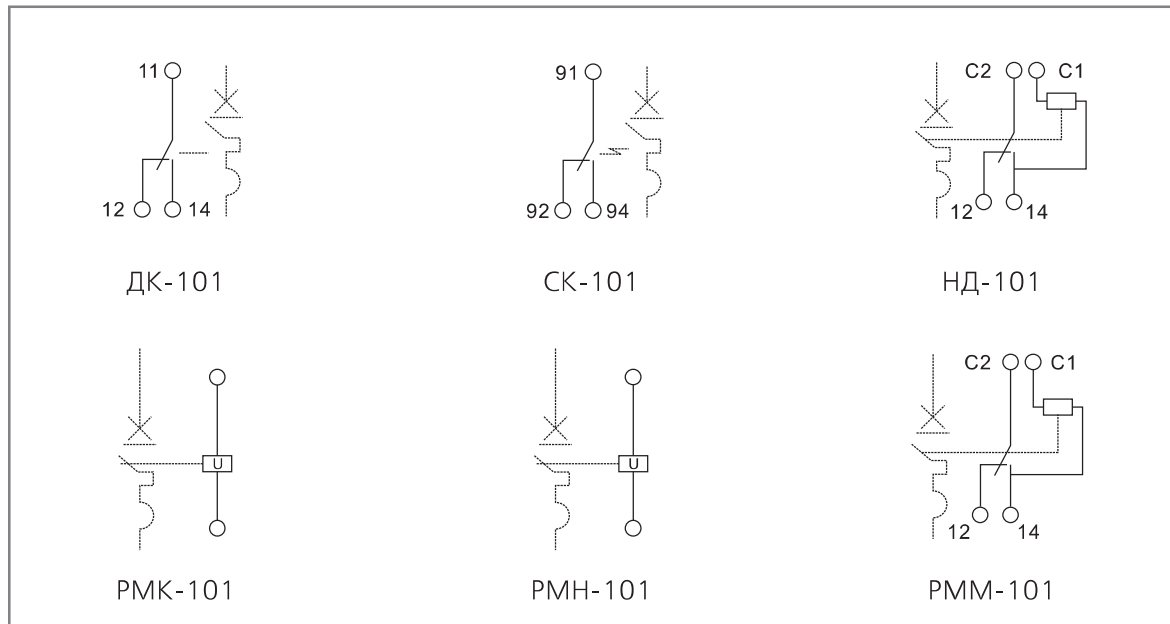 11
91
C2 C1
12 14
92 94
12 14
ДК-101
СК-101
НД-101
C2 C1
U
U
12 14
РМК-101
РМН-101
РММ-101